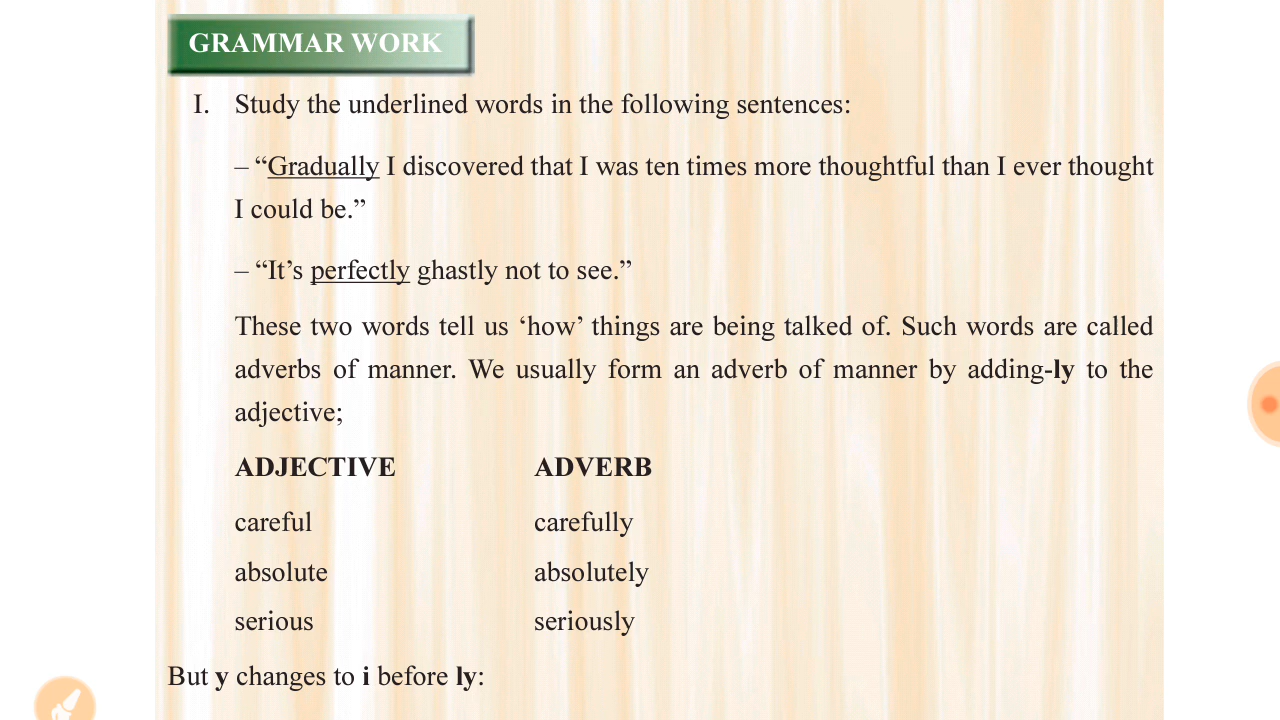 GRAMMAR WORK
I. Study the underlined words in the following sentences:
– “Gradually I discovered that I was ten times more thoughtful than I ever thought
I could be.”
– “It’s perfectly ghastly not to see.”
These two words tell us ‘how’ things are being talked of. Such words are called
adverbs of manner. We usually form an adverb of manner by adding-ly to the
adjective;
ADJECTIVE ADVERB
careful carefully
absolute absolutely
serious seriously
But y changes to i before ly: